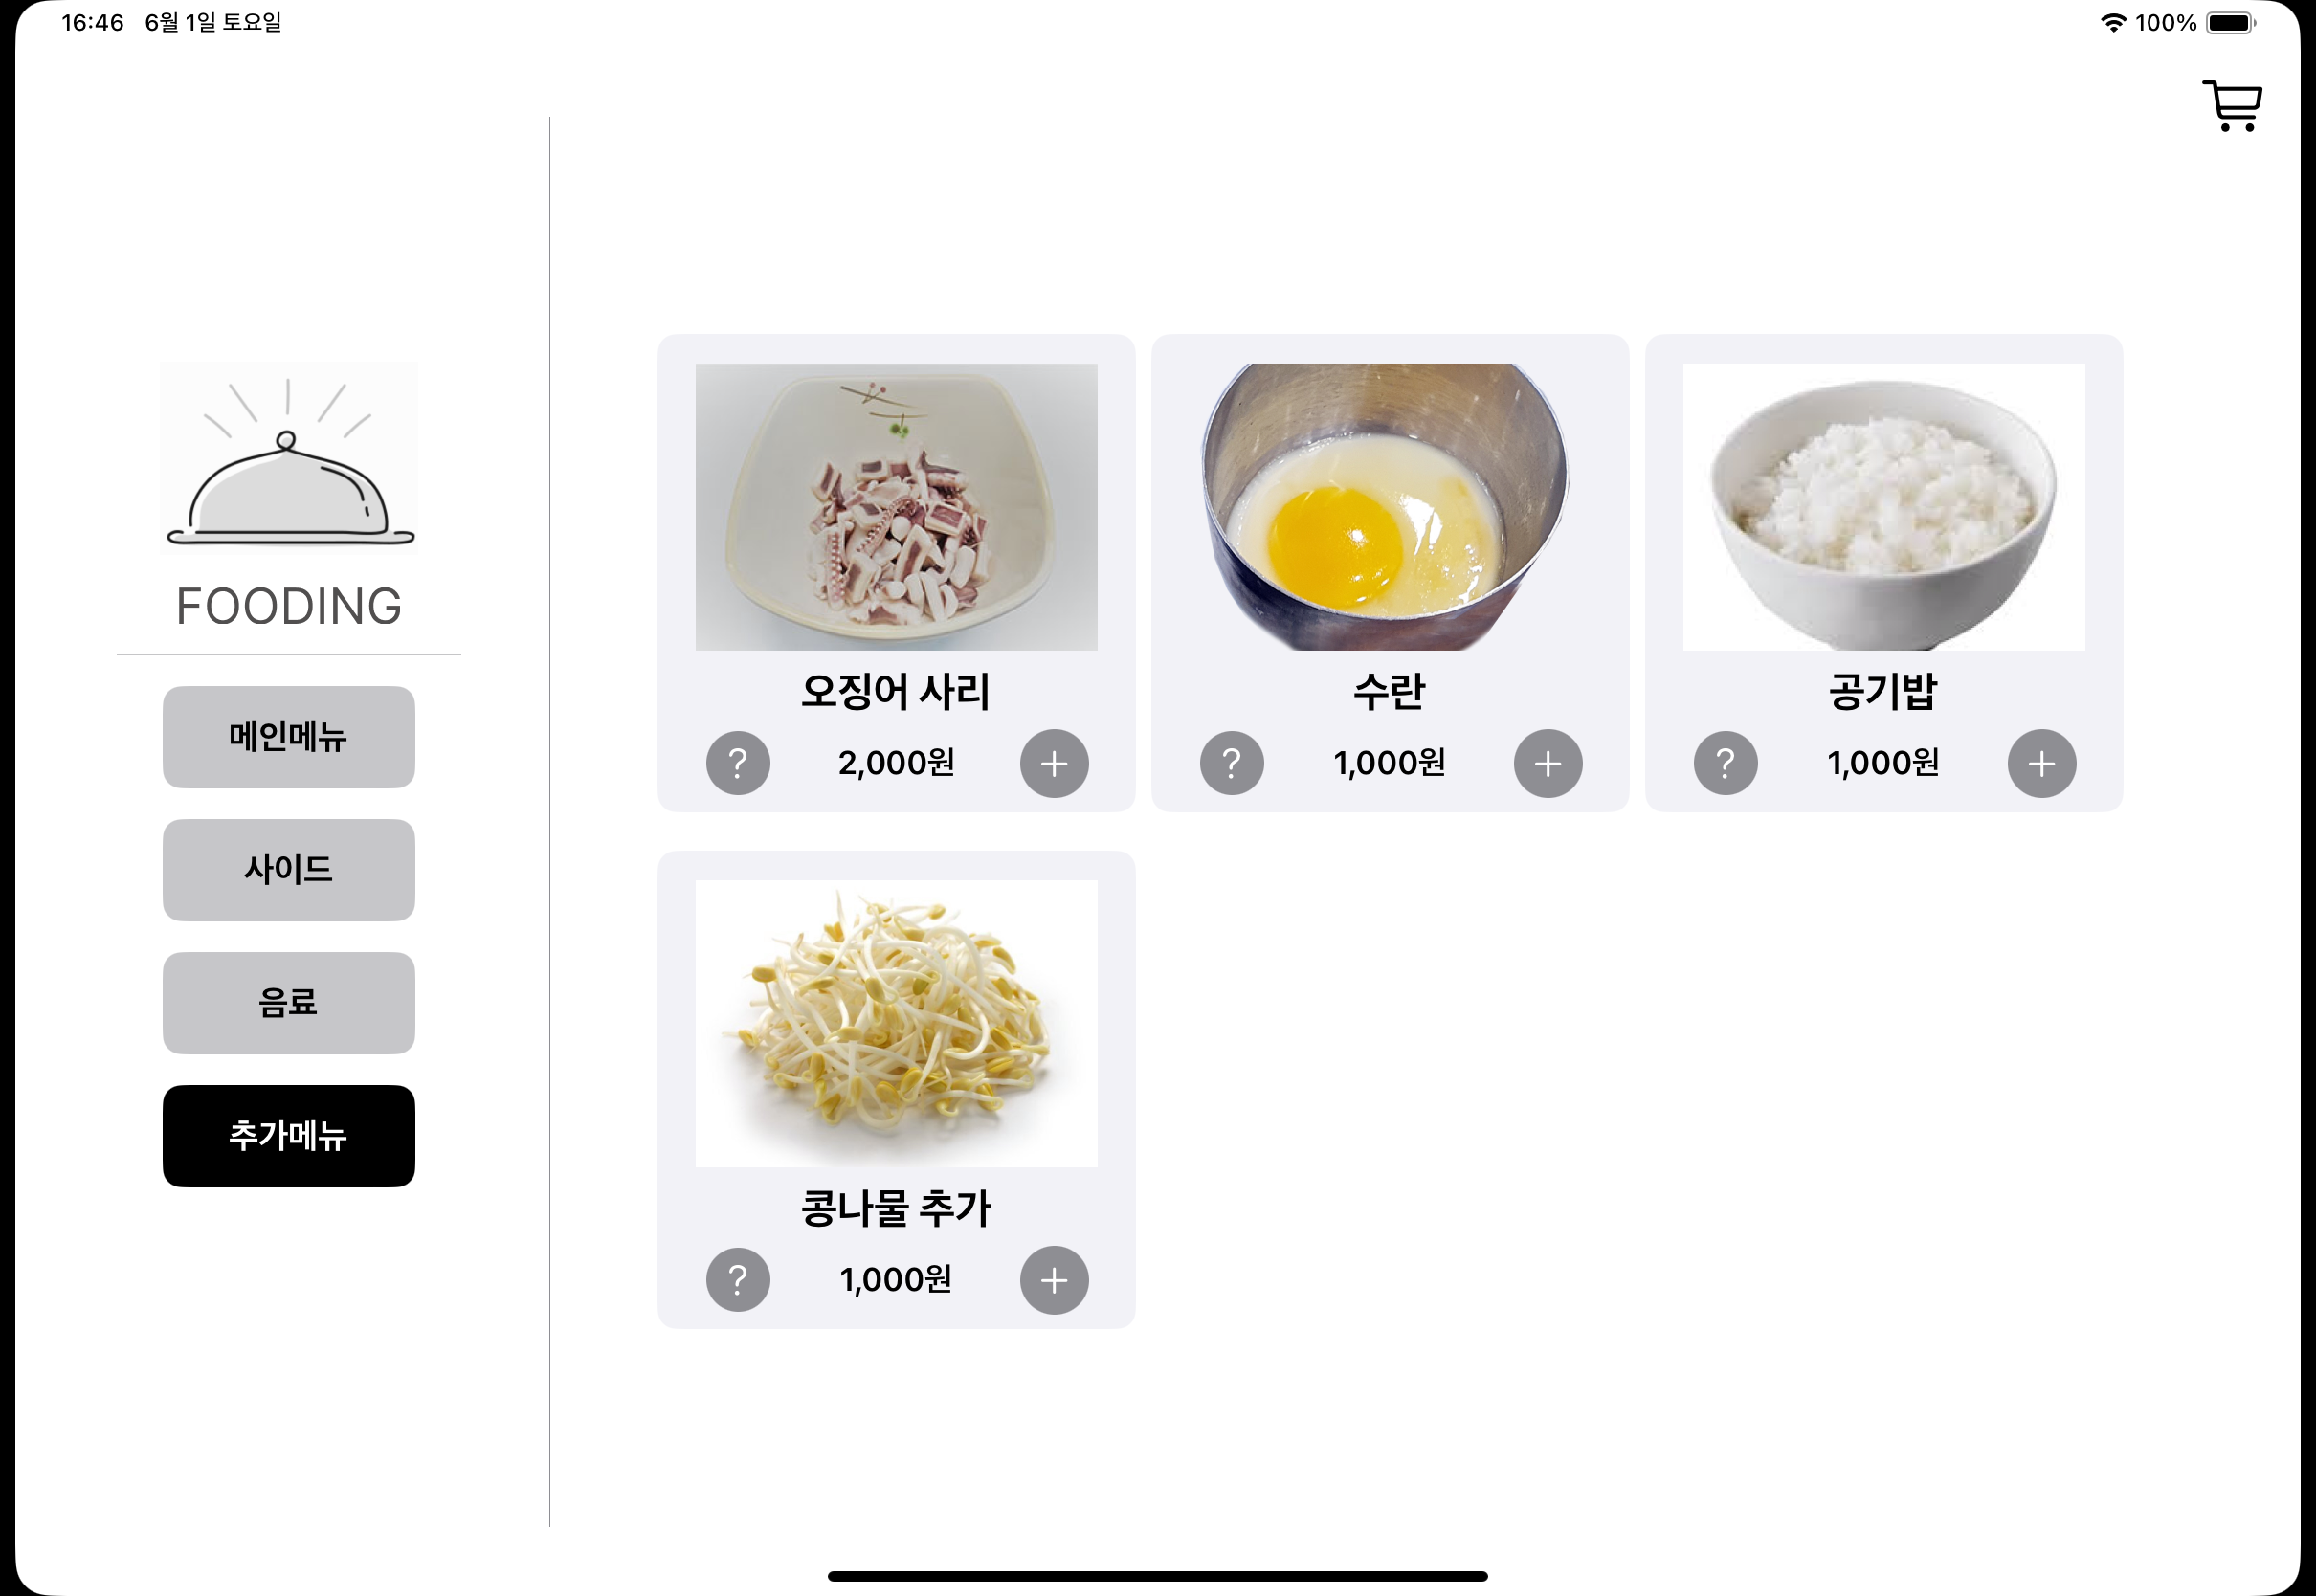 16:46 6월 1일 토요일
100%
FOODING
메인메뉴
사이드
음료
추가메뉴
오징어 사리
? 2,000원 +
수란
? 1,000원 +
공기밥
? 1,000원 +
콩나물 추가
? 1,000원 +